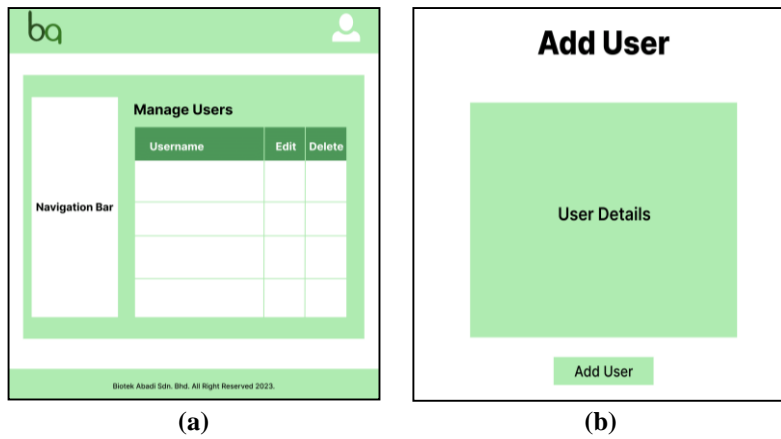 bq
Manage Users
Username Edit Delete
Navigation Bar
Biotek Abadi Sdn. Bhd. All Right Reserved 2023.
(a)
Add User
User Details
Add User
(b)